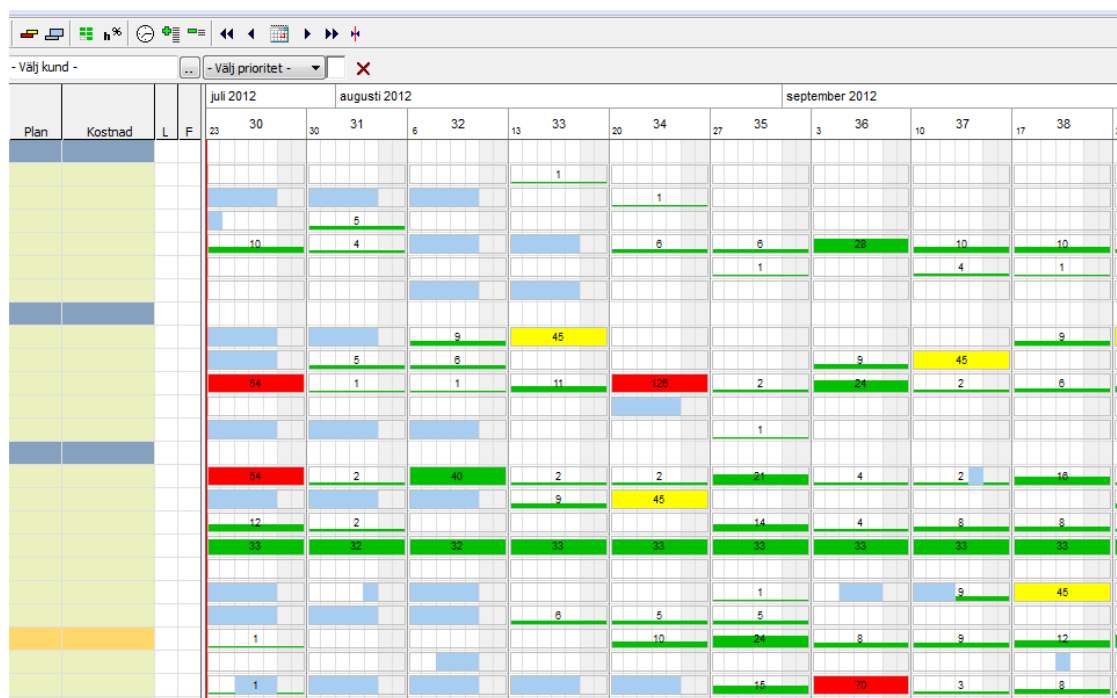 h%
- Välj kund -
..
- Välj prioritet -
juli 2012 augusti 2012 september 2012
Plan Kostnad L F 23 30 30 31 6 32 13 33 20 34 27 35 3 36 10 37 17 38
1
1
5
10 4 6 6 28 10 10
1 4 1
9 45 9
5 6 9 45
54 1 1 11 126 2 24 2 6
1
54 2 40 2 2 21 4 2 16
9 45
12 2 14 4 8 8
33 32 32 33 33 33 33 33 33
1 9 45
6 5 5
1 10 24 8 9 12
1 15 70 3 8